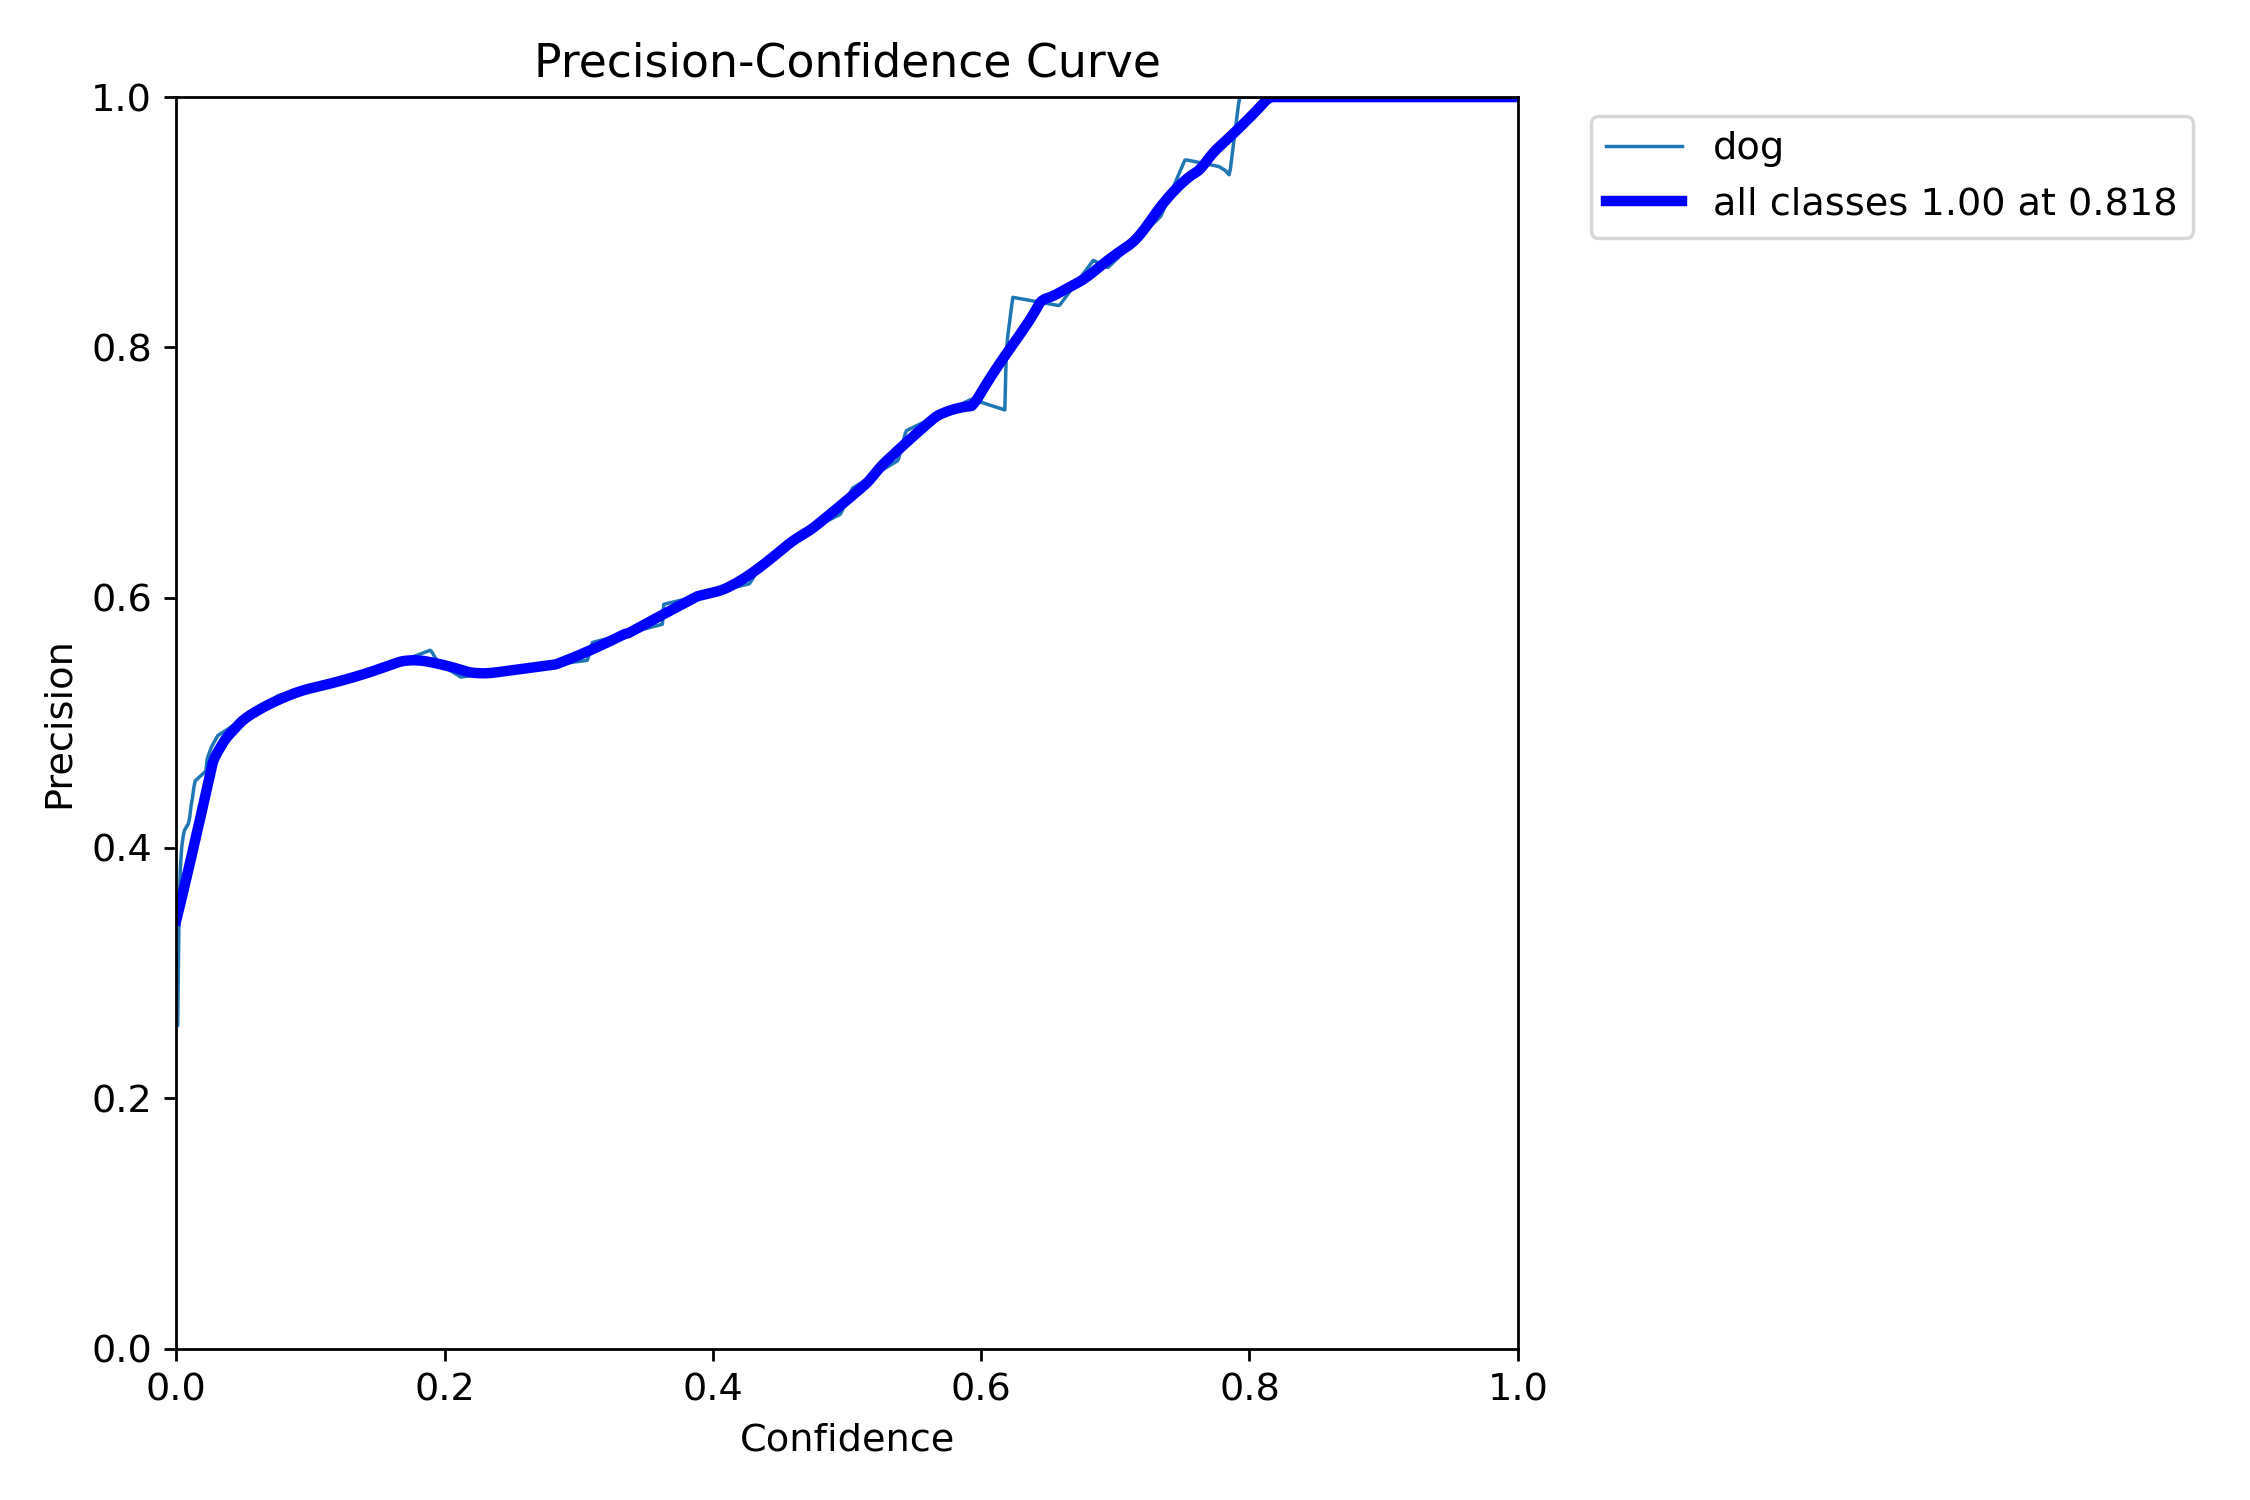 Precision-Confidence Curve
1.0
0.8
0.6
0.4
0.2
0.0
Precision
0.0 0.2 0.4 0.6 0.8 1.0
Confidence
dog
all classes 1.00 at 0.818